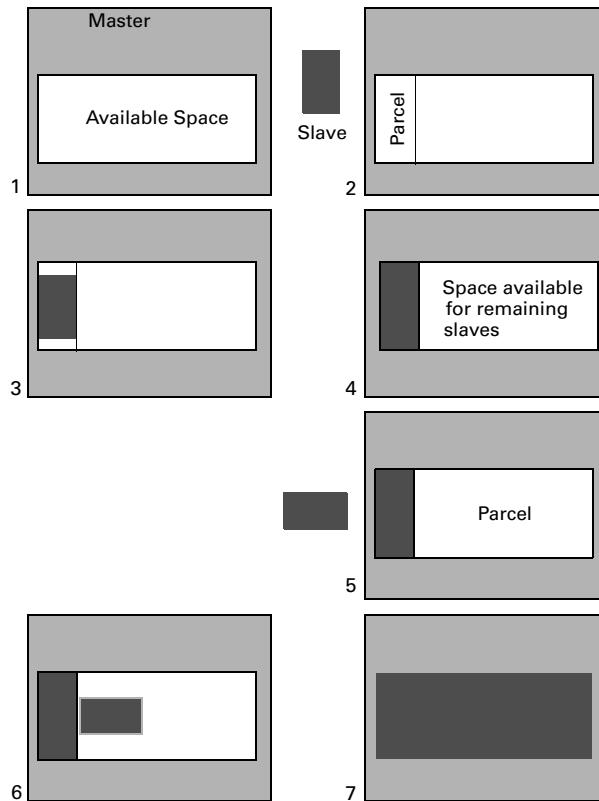 Master
Available Space
1
Slave
Parcel
2
3
Space available
for remaining
slaves
4
Parcel
5
6
7